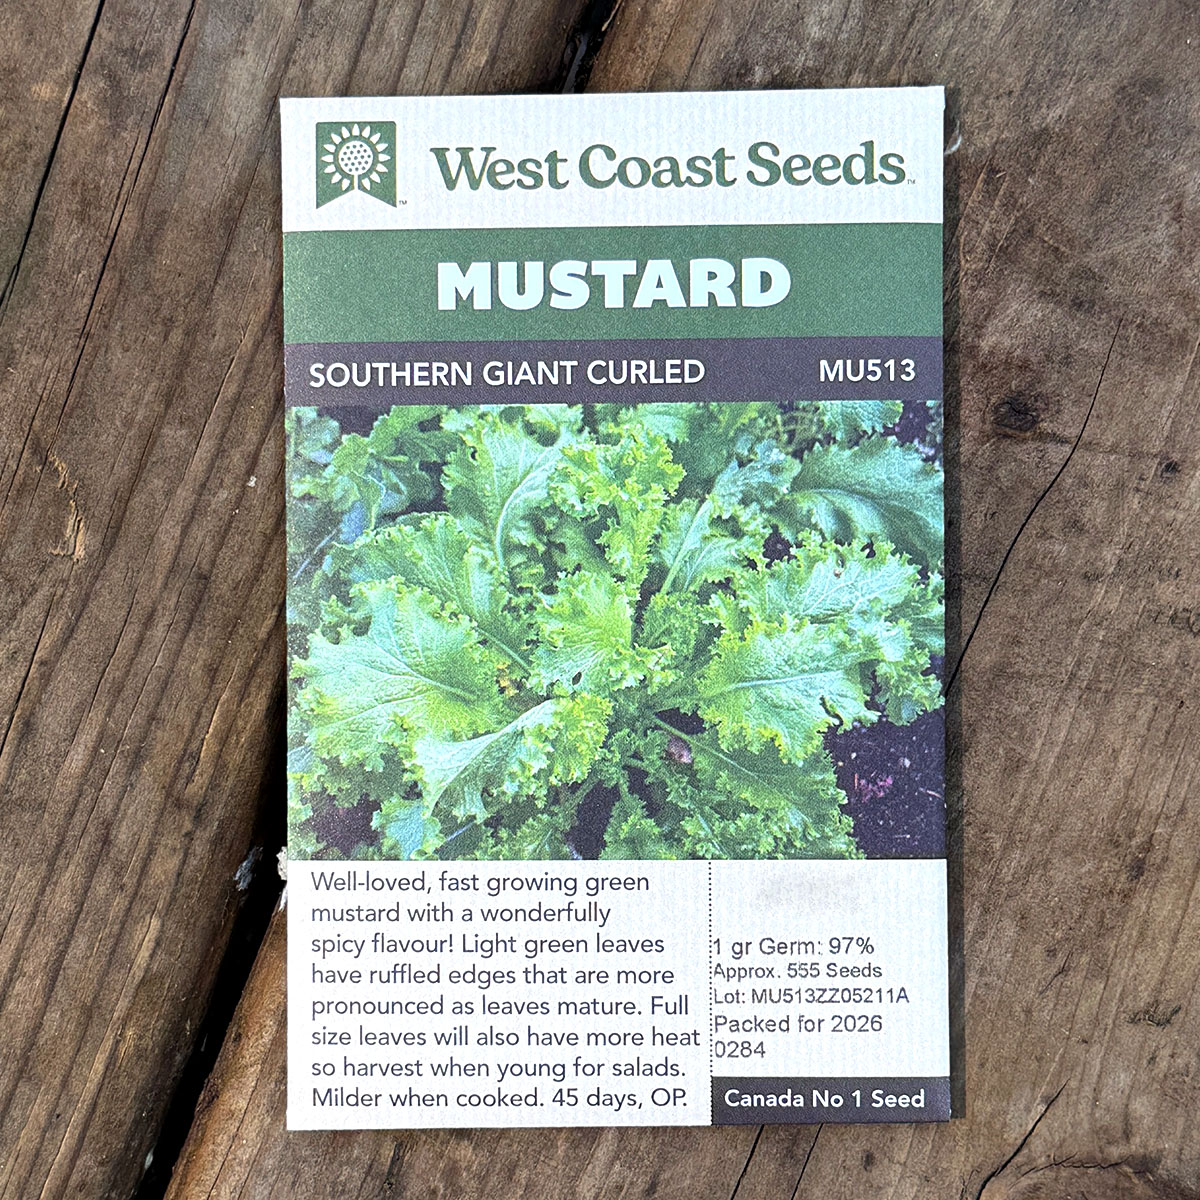 West Coast Seeds™
MUSTARD
SOUTHERN GIANT CURLED MU513
Well-loved, fast growing green
mustard with a wonderfully
spicy flavour! Light green leaves
have ruffled edges that are more
pronounced as leaves mature. Full
size leaves will also have more heat
so harvest when young for salads.
Milder when cooked. 45 days, OP.
1 gr Germ: 97%
Approx. 555 Seeds
Lot: MU513ZZ05211A
Packed for 2026
0284
Canada No 1 Seed